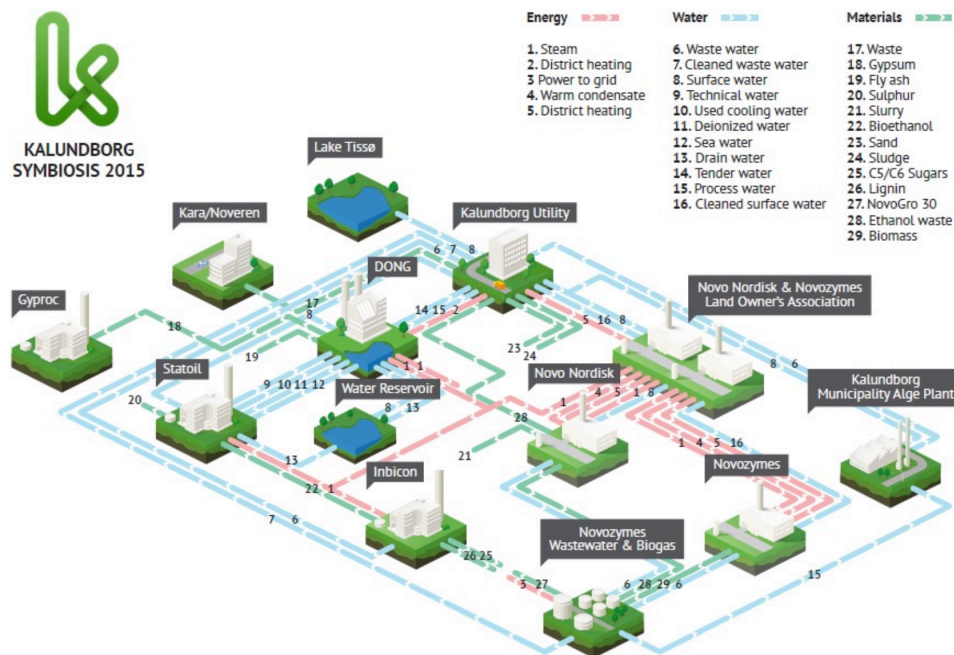 KALUNDBORG
SYMBIOSIS 2015
Energy
1. Steam
2. District heating
3 Power to grid
4. Warm condensate
5. District heating
Water
6. Waste water
7. Cleaned waste water
8. Surface water
9. Technical water
10. Used cooling water
11. Deionized water
12. Sea water
13. Drain water
14. Tender water
15. Process water
16. Cleaned surface water
Materials
17. Waste
18. Gypsum
19. Fly ash
20. Sulphur
21. Slurry
22. Bioethanol
23. Sand
24. Sludge
25. C5/C6 Sugars
26. Lignin
27. NovoGro 30
28. Ethanol waste
29. Biomass
Lake Tissø
Kara/Noveren
Kalundborg Utility
6 7 8
DONG
Gyproc
17
8
14 15 2
Novo Nordisk & Novozymes
Land Owner's Association
18
5 16 8
19
23
24
8 6
Statoil
9 10 11 12
1 1
Water Reservoir
Novo Nordisk
Kalundborg
Municipality Alge Plant
20
8 13
1
4 5 1 8
28
13
21
1 4 5 16
Inbicon
Novozymes
22 1
7 6
Novozymes
Wastewater & Biogas
26 25
3 27
6 28 29 6
15